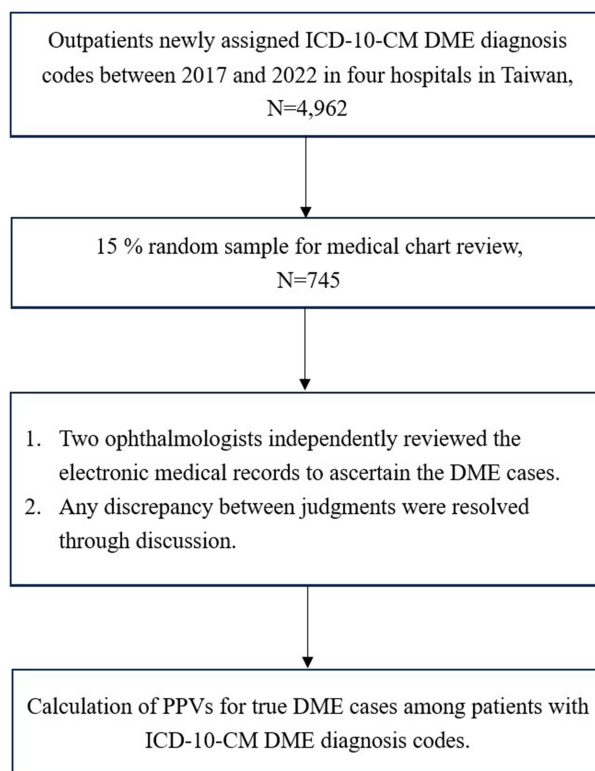 Outpatients newly assigned ICD-10-CM DME diagnosis
codes between 2017 and 2022 in four hospitals in Taiwan,
N=4,962
15 % random sample for medical chart review,
N=745
1. Two ophthalmologists independently reviewed the
electronic medical records to ascertain the DME cases.
2. Any discrepancy between judgments were resolved
through discussion.
Calculation of PPVs for true DME cases among patients with
ICD-10-CM DME diagnosis codes.